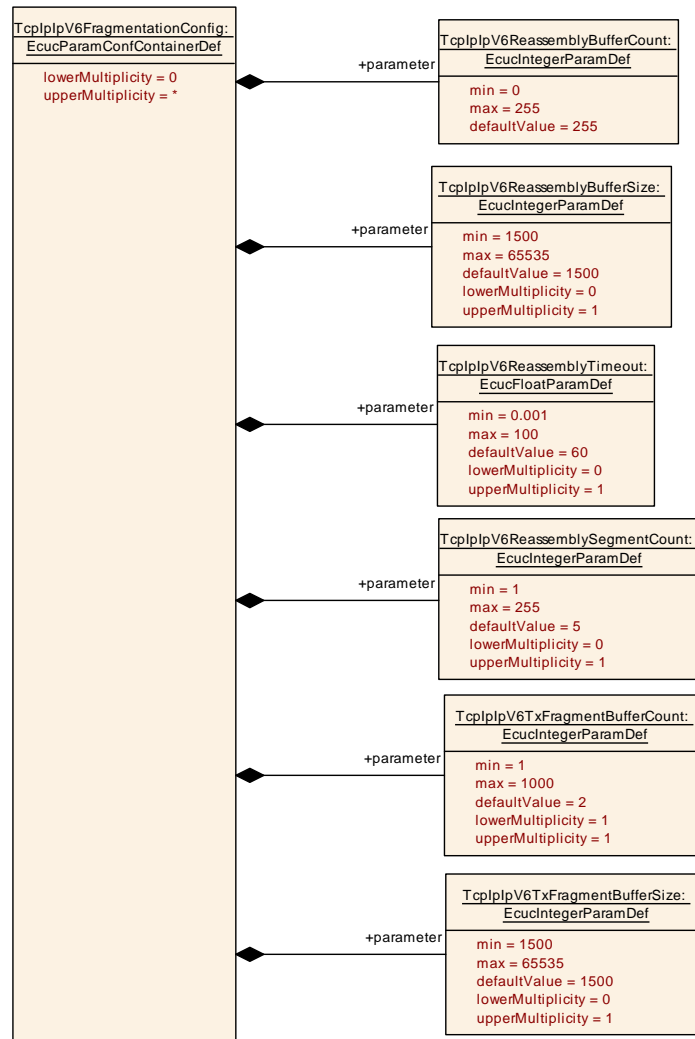 TcpIpIpV6FragmentationConfig:
EcucParamConfContainerDef
lowerMultiplicity = 0
upperMultiplicity = *
+parameter
TcpIpIpV6ReassemblyBufferCount:
EcucIntegerParamDef
min = 0
max = 255
defaultValue = 255
+parameter
TcpIpIpV6ReassemblyBufferSize:
EcucIntegerParamDef
min = 1500
max = 65535
defaultValue = 1500
lowerMultiplicity = 0
upperMultiplicity = 1
+parameter
TcpIpIpV6ReassemblyTimeout:
EcucFloatParamDef
min = 0.001
max = 100
defaultValue = 60
lowerMultiplicity = 0
upperMultiplicity = 1
+parameter
TcpIpIpV6ReassemblySegmentCount:
EcucIntegerParamDef
min = 1
max = 255
defaultValue = 5
lowerMultiplicity = 0
upperMultiplicity = 1
+parameter
TcpIpIpV6TxFragmentBufferCount:
EcucIntegerParamDef
min = 1
max = 1000
defaultValue = 2
lowerMultiplicity = 1
upperMultiplicity = 1
+parameter
TcpIpIpV6TxFragmentBufferSize:
EcucIntegerParamDef
min = 1500
max = 65535
defaultValue = 1500
lowerMultiplicity = 0
upperMultiplicity = 1